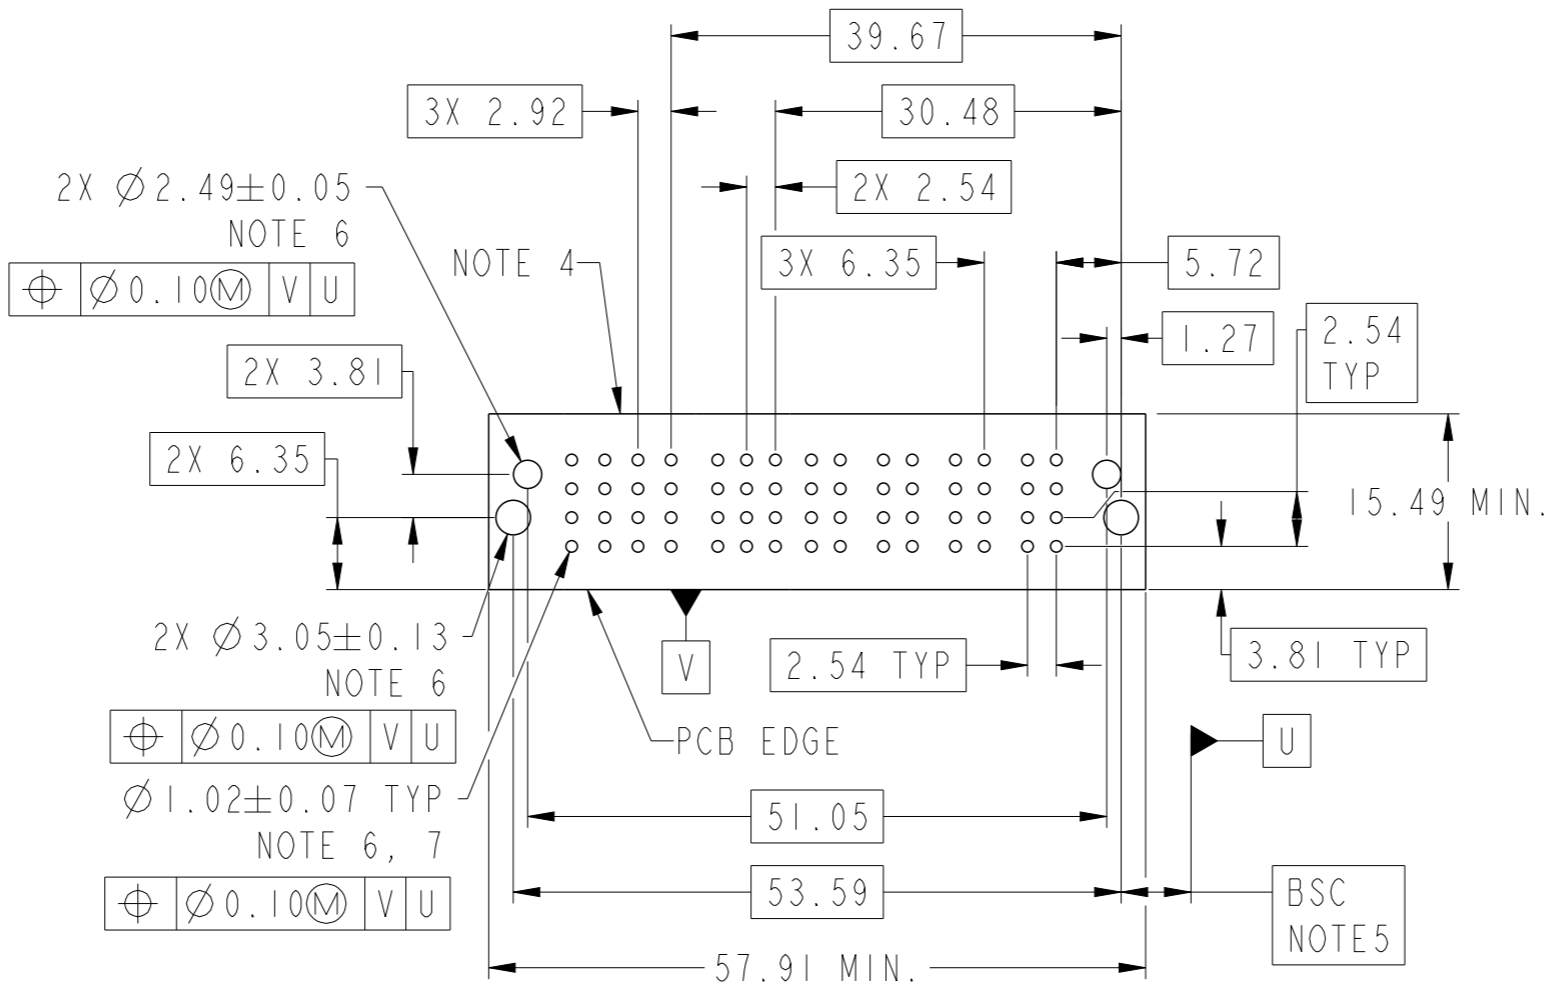 39.67
3X 2.92
30.48
2X Ø2.49±0.05
NOTE 6
2X 2.54
⌖ Ø0.10Ⓜ V U
NOTE 4
3X 6.35
5.72
1.27
2.54
TYP
2X 3.81
2X 6.35
15.49 MIN.
2X Ø3.05±0.13
NOTE 6
V
2.54 TYP
3.81 TYP
⌖ Ø0.10Ⓜ V U
PCB EDGE
U
Ø1.02±0.07 TYP
NOTE 6, 7
51.05
⌖ Ø0.10Ⓜ V U
53.59
BSC
NOTE5
57.91 MIN.